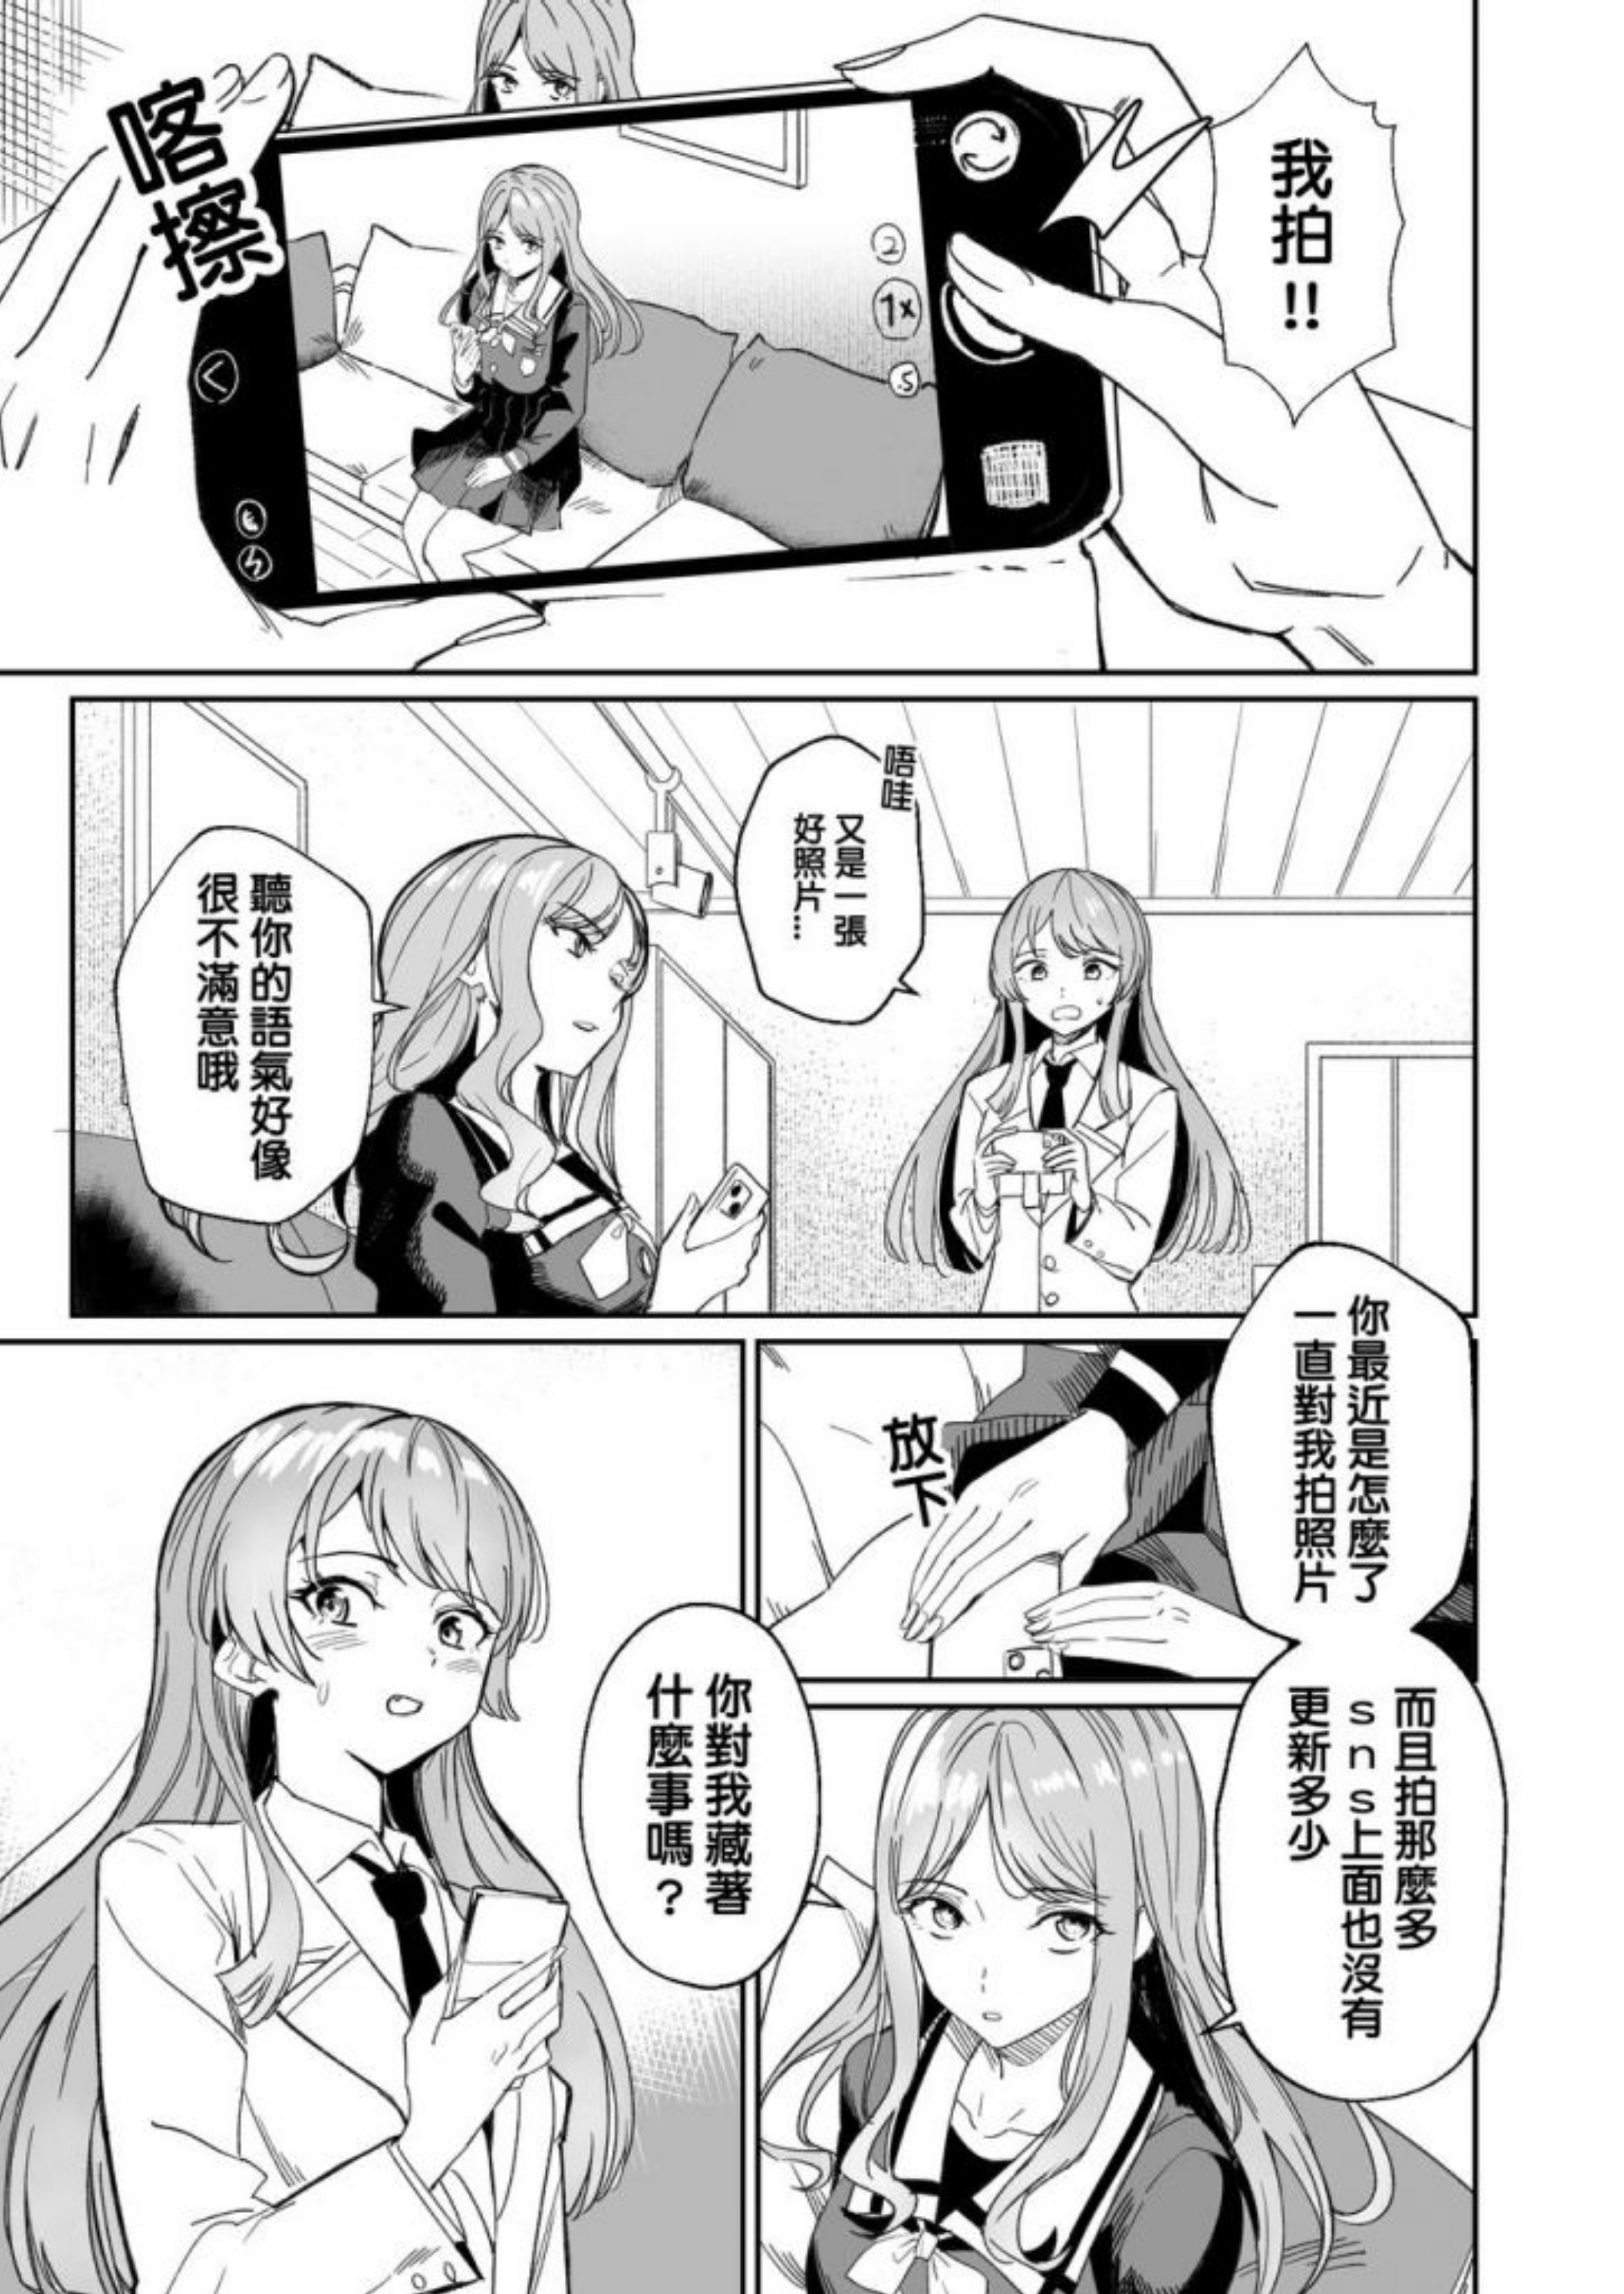 我拍!!
喀擦
2
1x
.5
唔哇
又是一張
好照片…
聽你的語氣好像
很不滿意哦
你最近是怎麼了
一直對我拍照片
放下
而且拍那麼多
sns上面也沒有
更新多少
你對我藏著
什麼事嗎？